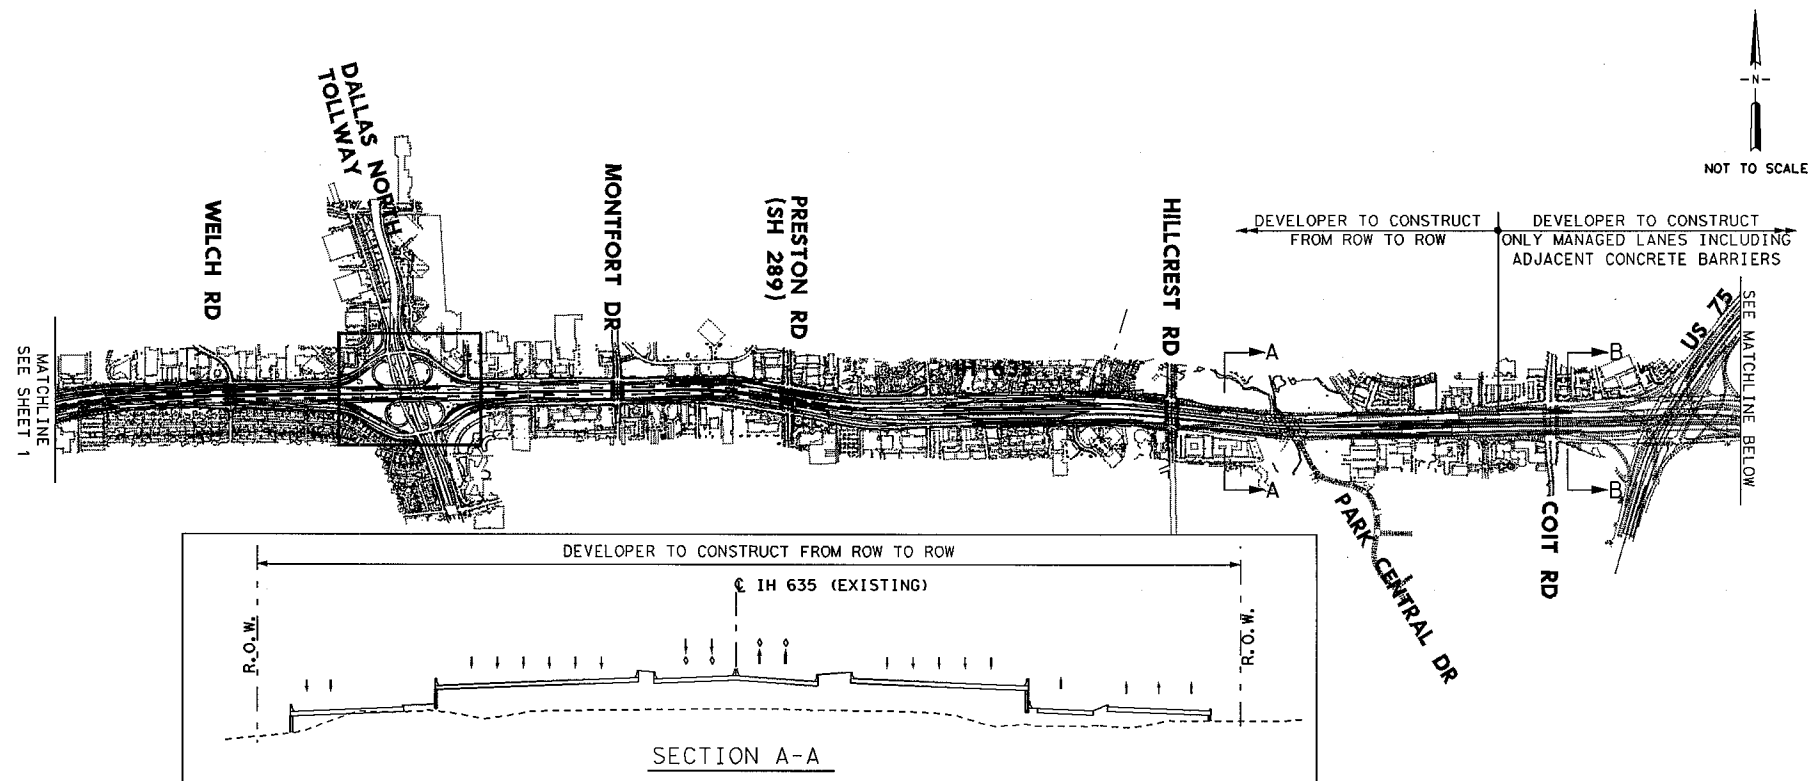 DALLAS NORTH
TOLLWAY
WELCH RD
MONTFORT DR
PRESTON RD
(SH 289)
HILLCREST RD
-N-
NOT TO SCALE
DEVELOPER TO CONSTRUCT
FROM ROW TO ROW
DEVELOPER TO CONSTRUCT
ONLY MANAGED LANES INCLUDING
ADJACENT CONCRETE BARRIERS
US 75
SEE MATCHLINE BELOW
MATCHLINE
SEE SHEET 1
IH 635
A
B
A
B
PARK CENTRAL DR
COIT RD
DEVELOPER TO CONSTRUCT FROM ROW TO ROW
℄ IH 635 (EXISTING)
R.O.W.
R.O.W.
SECTION A-A